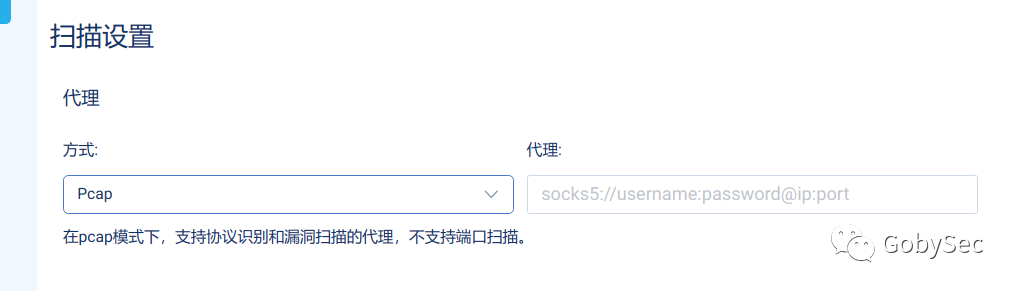 扫描设置
代理
方式:
代理:
Pcap
socks5://username:password@ip:port
在pcap模式下，支持协议识别和漏洞扫描的代理，不支持端口扫描。
GobySec